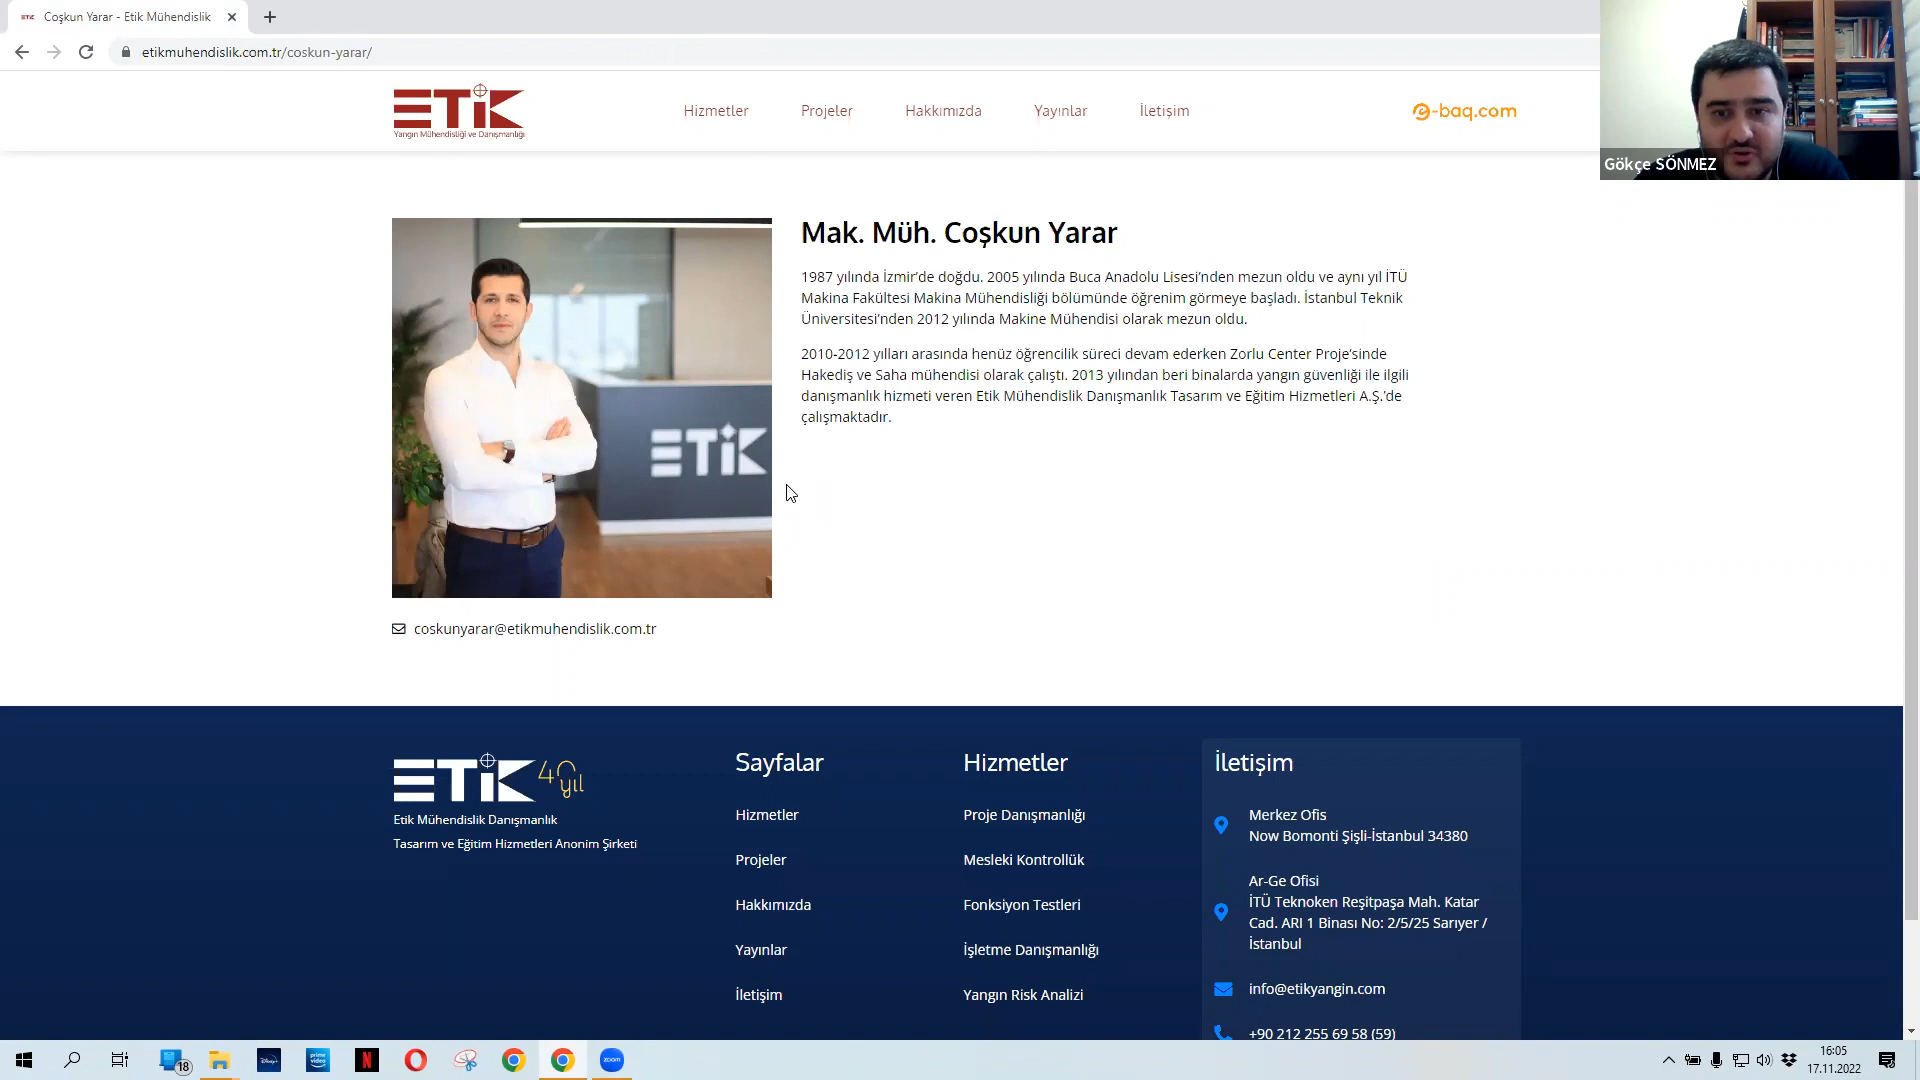 Coşkun Yarar - Etik Mühendislik
etikmuhendislik.com.tr/coskun-yarar/
ETİK
Yangın Mühendisliği ve Danışmanlığı
Hizmetler
Projeler
Hakkımızda
Yayınlar
İletişim
e-baq.com
Gökçe SÖNMEZ
Mak. Müh. Coşkun Yarar
1987 yılında İzmir’de doğdu. 2005 yılında Buca Anadolu Lisesi’nden mezun oldu ve aynı yıl İTÜ
Makina Fakültesi Makina Mühendisliği bölümünde öğrenim görmeye başladı. İstanbul Teknik
Üniversitesi’nden 2012 yılında Makine Mühendisi olarak mezun oldu.
2010-2012 yılları arasında henüz öğrencilik süreci devam ederken Zorlu Center Proje’sinde
Hakediş ve Saha mühendisi olarak çalıştı. 2013 yılından beri binalarda yangın güvenliği ile ilgili
danışmanlık hizmeti veren Etik Mühendislik Danışmanlık Tasarım ve Eğitim Hizmetleri A.Ş.’de
çalışmaktadır.
ETİK
coskunyarar@etikmuhendislik.com.tr
ETİK 40 yıl
Etik Mühendislik Danışmanlık
Tasarım ve Eğitim Hizmetleri Anonim Şirketi
Sayfalar
Hizmetler
Projeler
Hakkımızda
Yayınlar
İletişim
Hizmetler
Proje Danışmanlığı
Mesleki Kontrollük
Fonksiyon Testleri
İşletme Danışmanlığı
Yangın Risk Analizi
İletişim
Merkez Ofis
Now Bomonti Şişli-İstanbul 34380
Ar-Ge Ofisi
İTÜ Teknoken Reşitpaşa Mah. Katar
Cad. ARI 1 Binası No: 2/5/25 Sarıyer /
İstanbul
info@etikyangin.com
+90 212 255 69 58 (59)
18
Disney+
prime video
N
zoom
16:05
17.11.2022